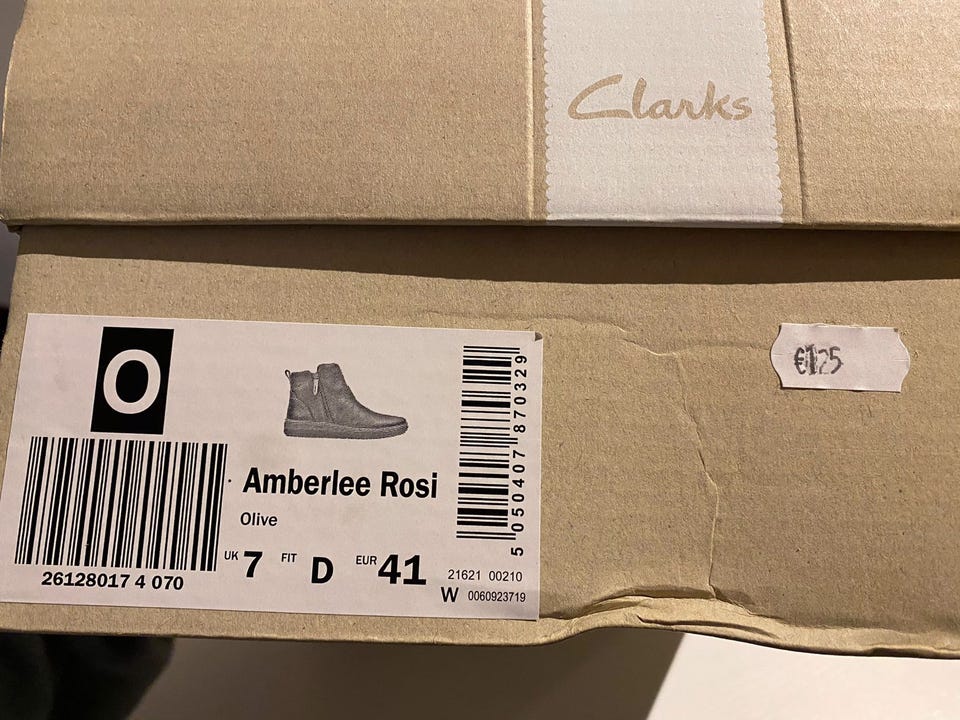 Clarks
€125
O
Amberlee Rosi
Olive
UK 7 FIT D EUR 41
26128017 4 070
21621 00210
W 0060923719
5 050407 870329